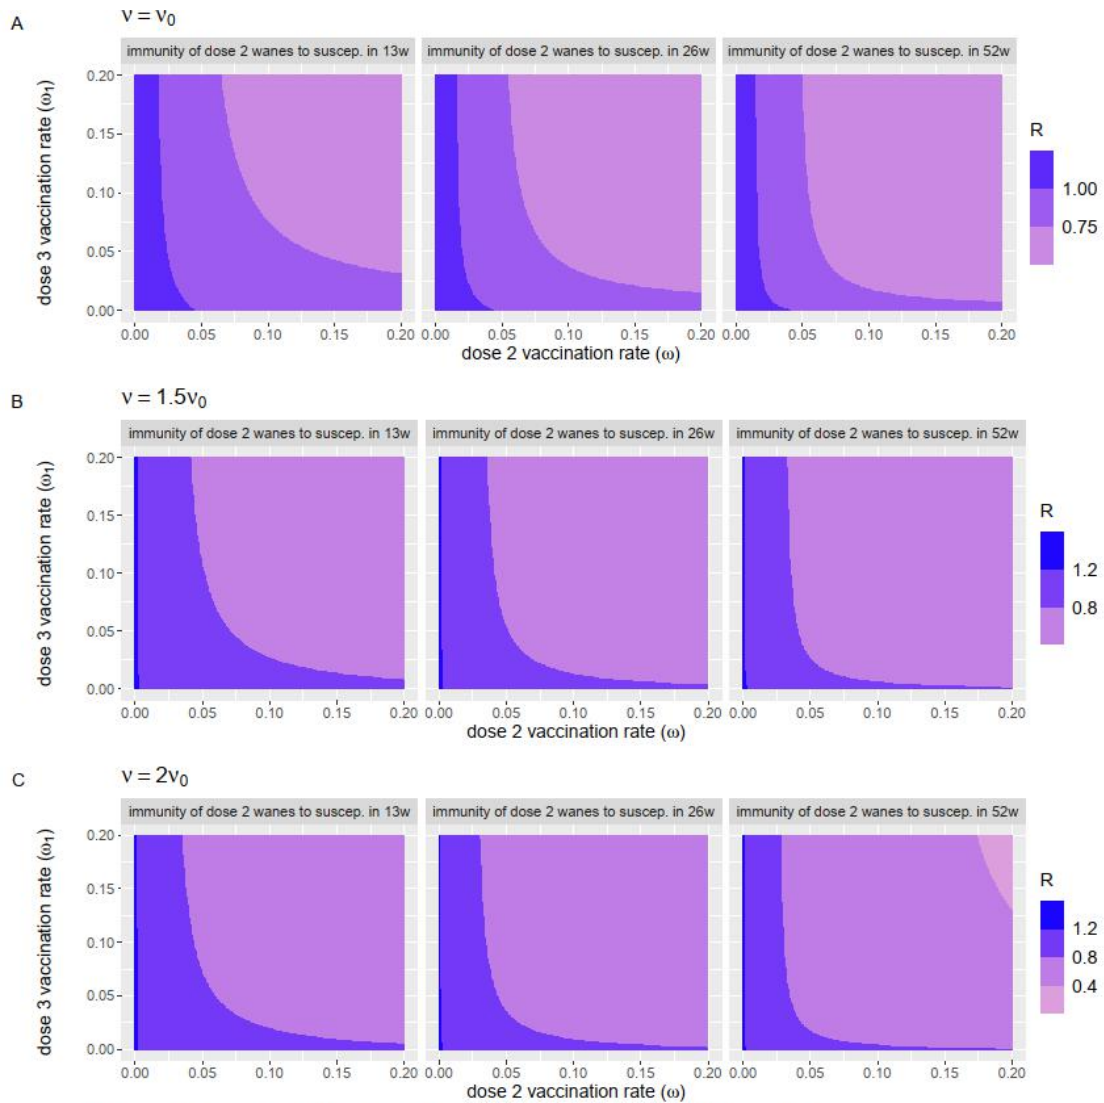 A
ν = ν0
immunity of dose 2 wanes to suscep. in 13w immunity of dose 2 wanes to suscep. in 26w immunity of dose 2 wanes to suscep. in 52w
dose 3 vaccination rate (ω1)
0.20
0.15
0.10
0.05
0.00
0.00 0.05 0.10 0.15 0.20 0.00 0.05 0.10 0.15 0.20 0.00 0.05 0.10 0.15 0.20
dose 2 vaccination rate (ω)
R
1.00
0.75
B
ν = 1.5ν0
immunity of dose 2 wanes to suscep. in 13w immunity of dose 2 wanes to suscep. in 26w immunity of dose 2 wanes to suscep. in 52w
dose 3 vaccination rate (ω1)
0.20
0.15
0.10
0.05
0.00
0.00 0.05 0.10 0.15 0.20 0.00 0.05 0.10 0.15 0.20 0.00 0.05 0.10 0.15 0.20
dose 2 vaccination rate (ω)
R
1.2
0.8
C
ν = 2ν0
immunity of dose 2 wanes to suscep. in 13w immunity of dose 2 wanes to suscep. in 26w immunity of dose 2 wanes to suscep. in 52w
dose 3 vaccination rate (ω1)
0.20
0.15
0.10
0.05
0.00
0.00 0.05 0.10 0.15 0.20 0.00 0.05 0.10 0.15 0.20 0.00 0.05 0.10 0.15 0.20
dose 2 vaccination rate (ω)
R
1.2
0.8
0.4